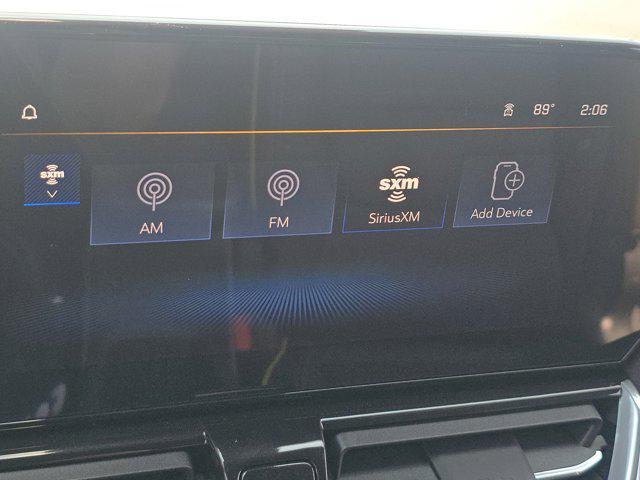 89° 2:06
sxm
AM
FM
sxm
SiriusXM
Add Device